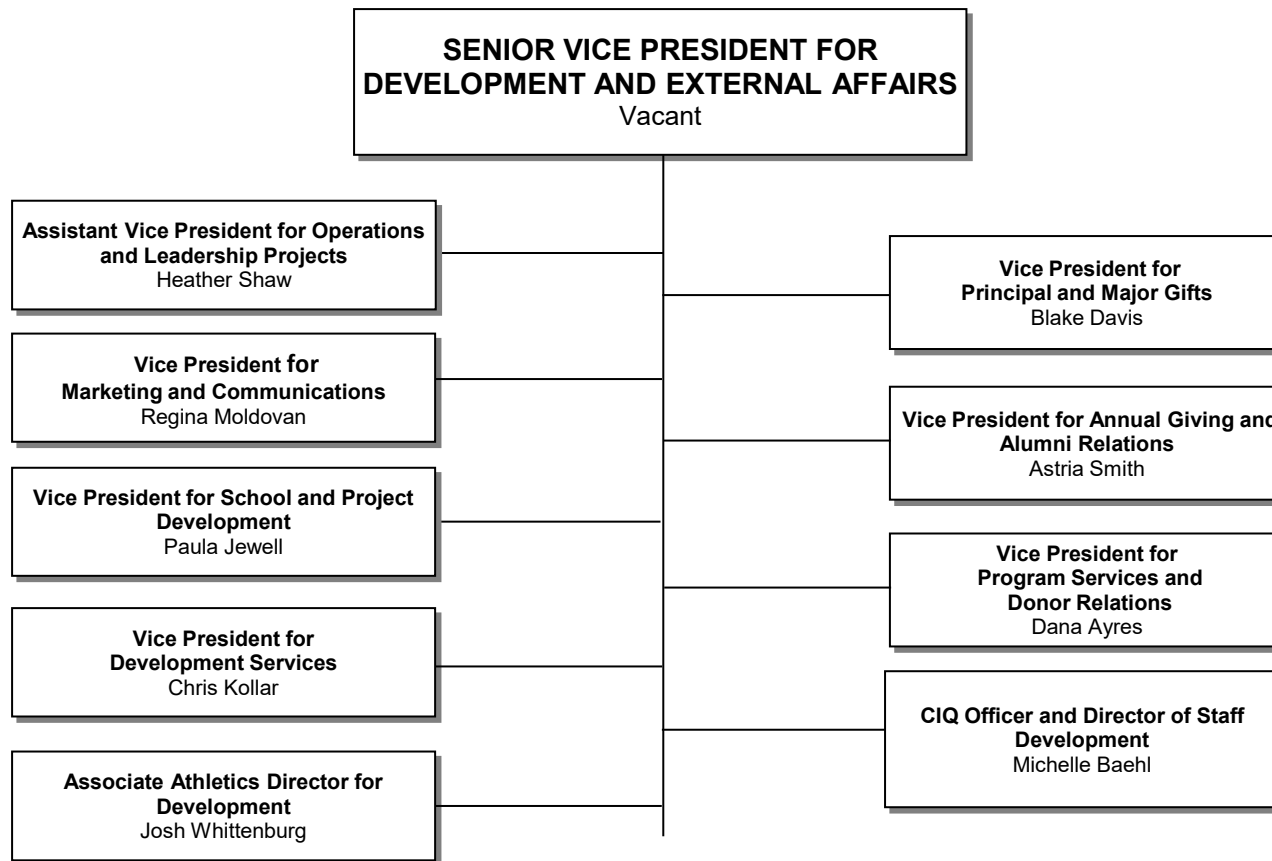 SENIOR VICE PRESIDENT FOR
DEVELOPMENT AND EXTERNAL AFFAIRS
Vacant
Assistant Vice President for Operations
and Leadership Projects
Heather Shaw
Vice President for
Marketing and Communications
Regina Moldovan
Vice President for School and Project
Development
Paula Jewell
Vice President for
Development Services
Chris Kollar
Associate Athletics Director for
Development
Josh Whittenburg
Vice President for
Principal and Major Gifts
Blake Davis
Vice President for Annual Giving and
Alumni Relations
Astria Smith
Vice President for
Program Services and
Donor Relations
Dana Ayres
CIQ Officer and Director of Staff
Development
Michelle Baehl